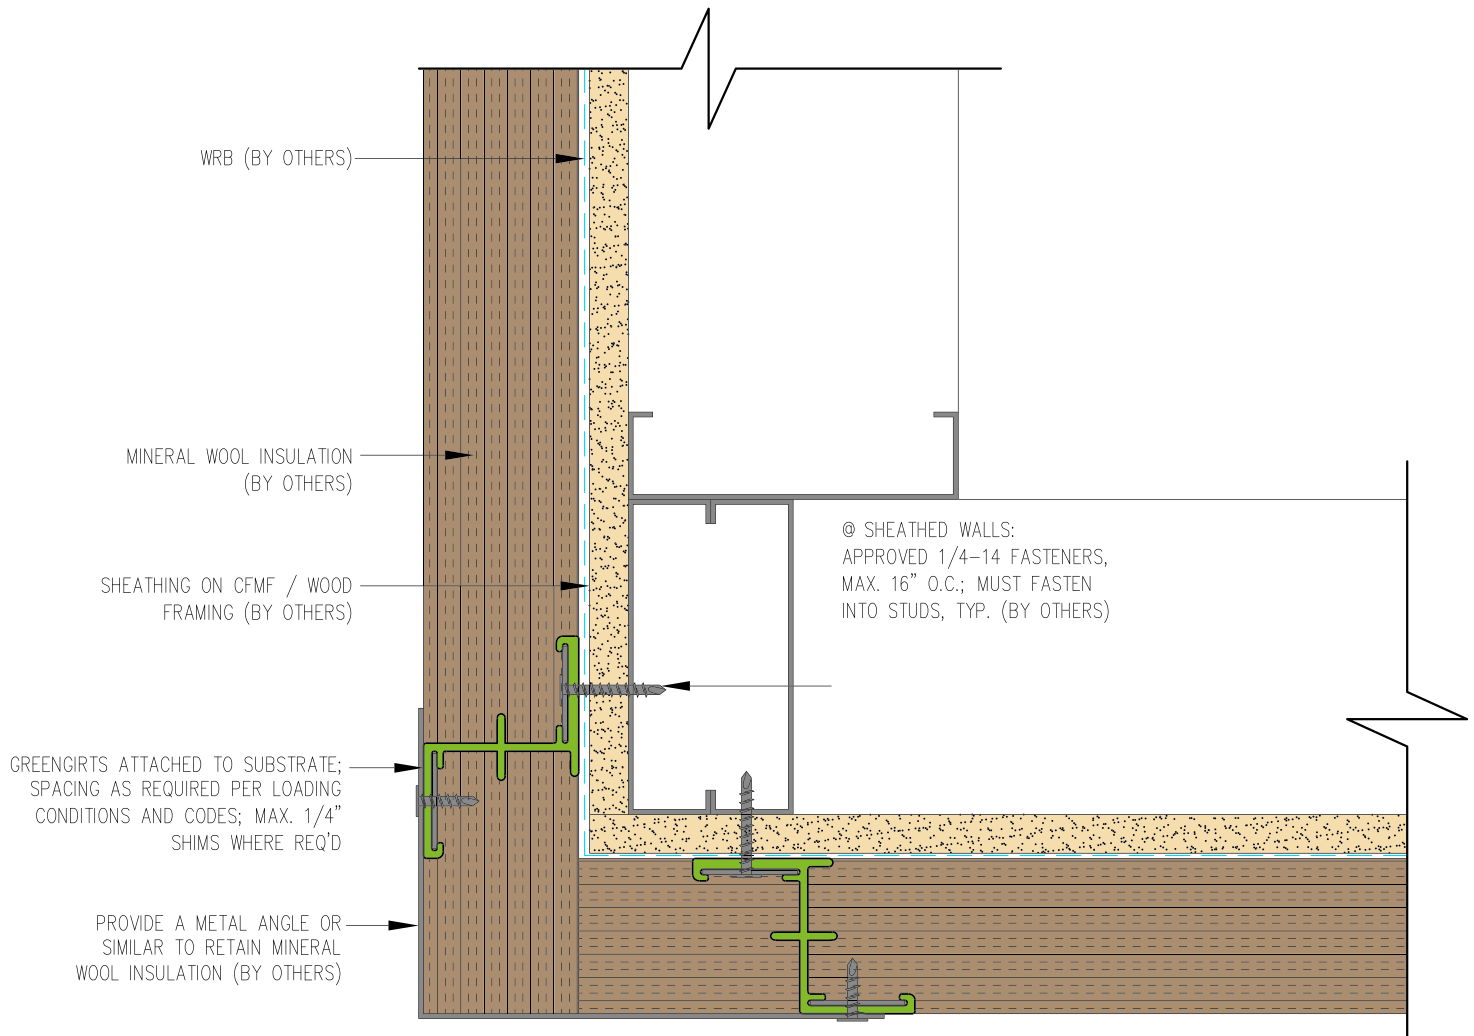 WRB (BY OTHERS)
MINERAL WOOL INSULATION
(BY OTHERS)
@ SHEATHED WALLS:
APPROVED 1/4-14 FASTENERS,
MAX. 16" O.C.; MUST FASTEN
INTO STUDS, TYP. (BY OTHERS)
SHEATHING ON CFMF / WOOD
FRAMING (BY OTHERS)
GREENGIRTS ATTACHED TO SUBSTRATE;
SPACING AS REQUIRED PER LOADING
CONDITIONS AND CODES; MAX. 1/4"
SHIMS WHERE REQ'D
PROVIDE A METAL ANGLE OR
SIMILAR TO RETAIN MINERAL
WOOL INSULATION (BY OTHERS)